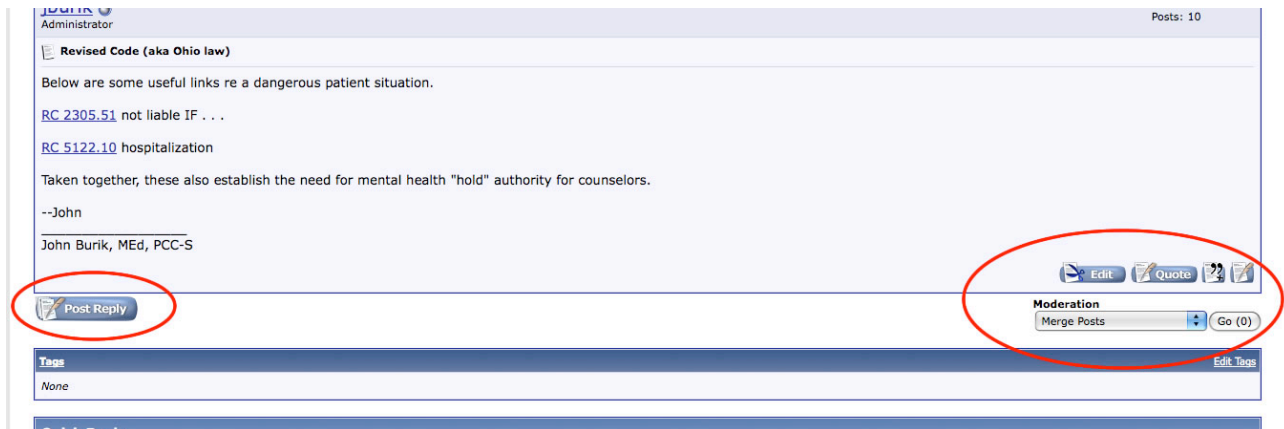 jburik
Administrator
Posts: 10
Revised Code (aka Ohio law)
Below are some useful links re a dangerous patient situation.
RC 2305.51 not liable IF . . .
RC 5122.10 hospitalization
Taken together, these also establish the need for mental health "hold" authority for counselors.
--John
John Burik, MEd, PCC-S
Edit Quote
Post Reply
Moderation
Merge Posts Go (0)
Tags Edit Tags
None